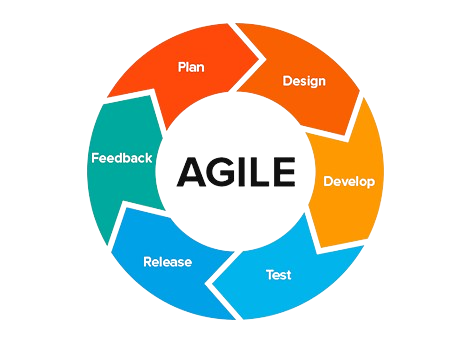 Plan
Design
Develop
Test
Release
Feedback
AGILE